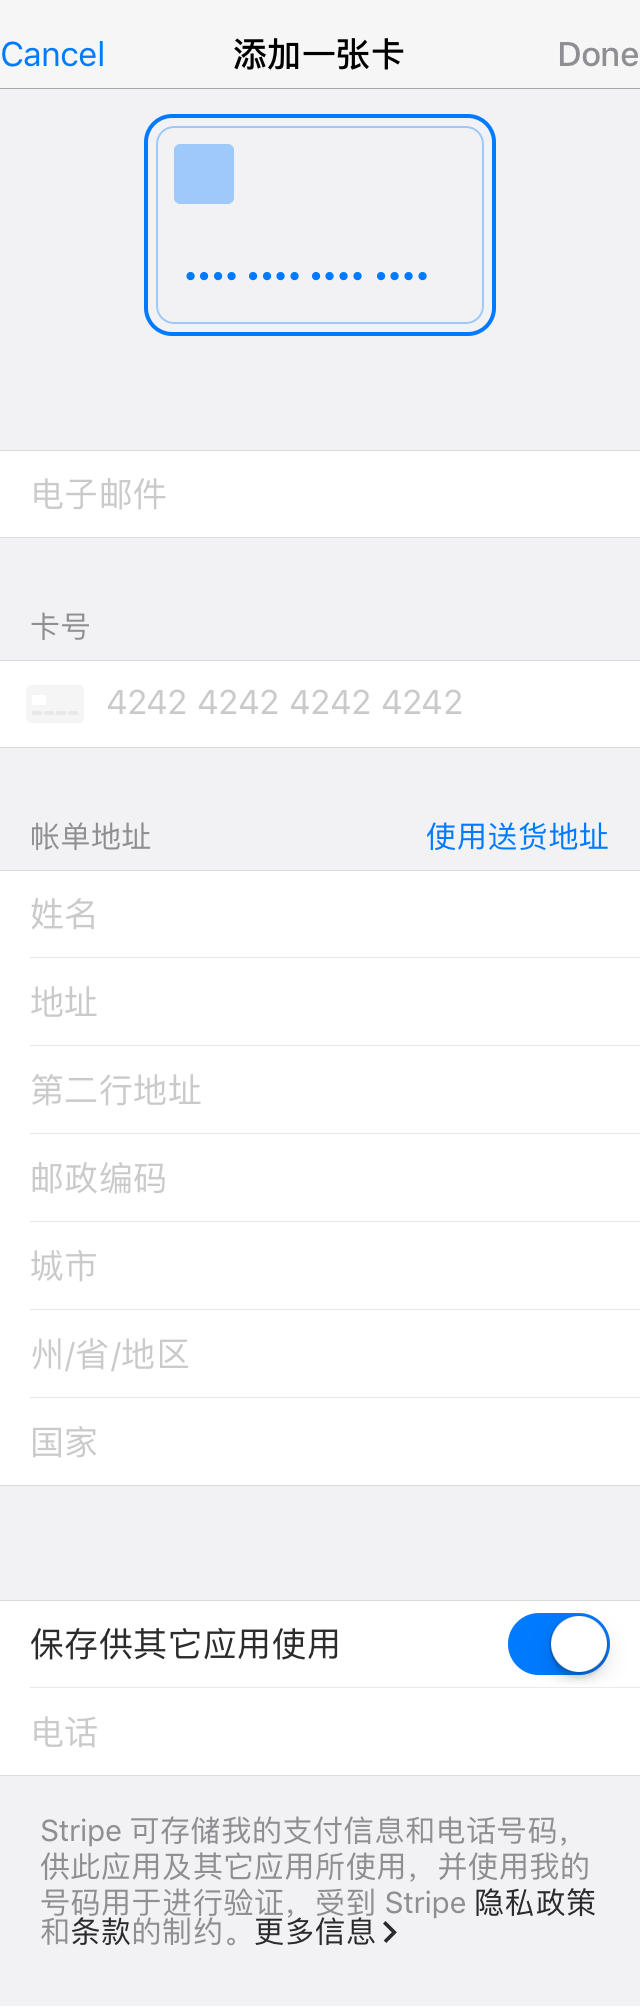 Cancel 添加一张卡 Done
•••• •••• •••• ••••
电子邮件
卡号
4242 4242 4242 4242
帐单地址 使用送货地址
姓名
地址
第二行地址
邮政编码
城市
州/省/地区
国家
保存供其它应用使用
电话
Stripe 可存储我的支付信息和电话号码，
供此应用及其它应用所使用，并使用我的
号码用于进行验证，受到 Stripe 隐私政策
和条款的制约。更多信息